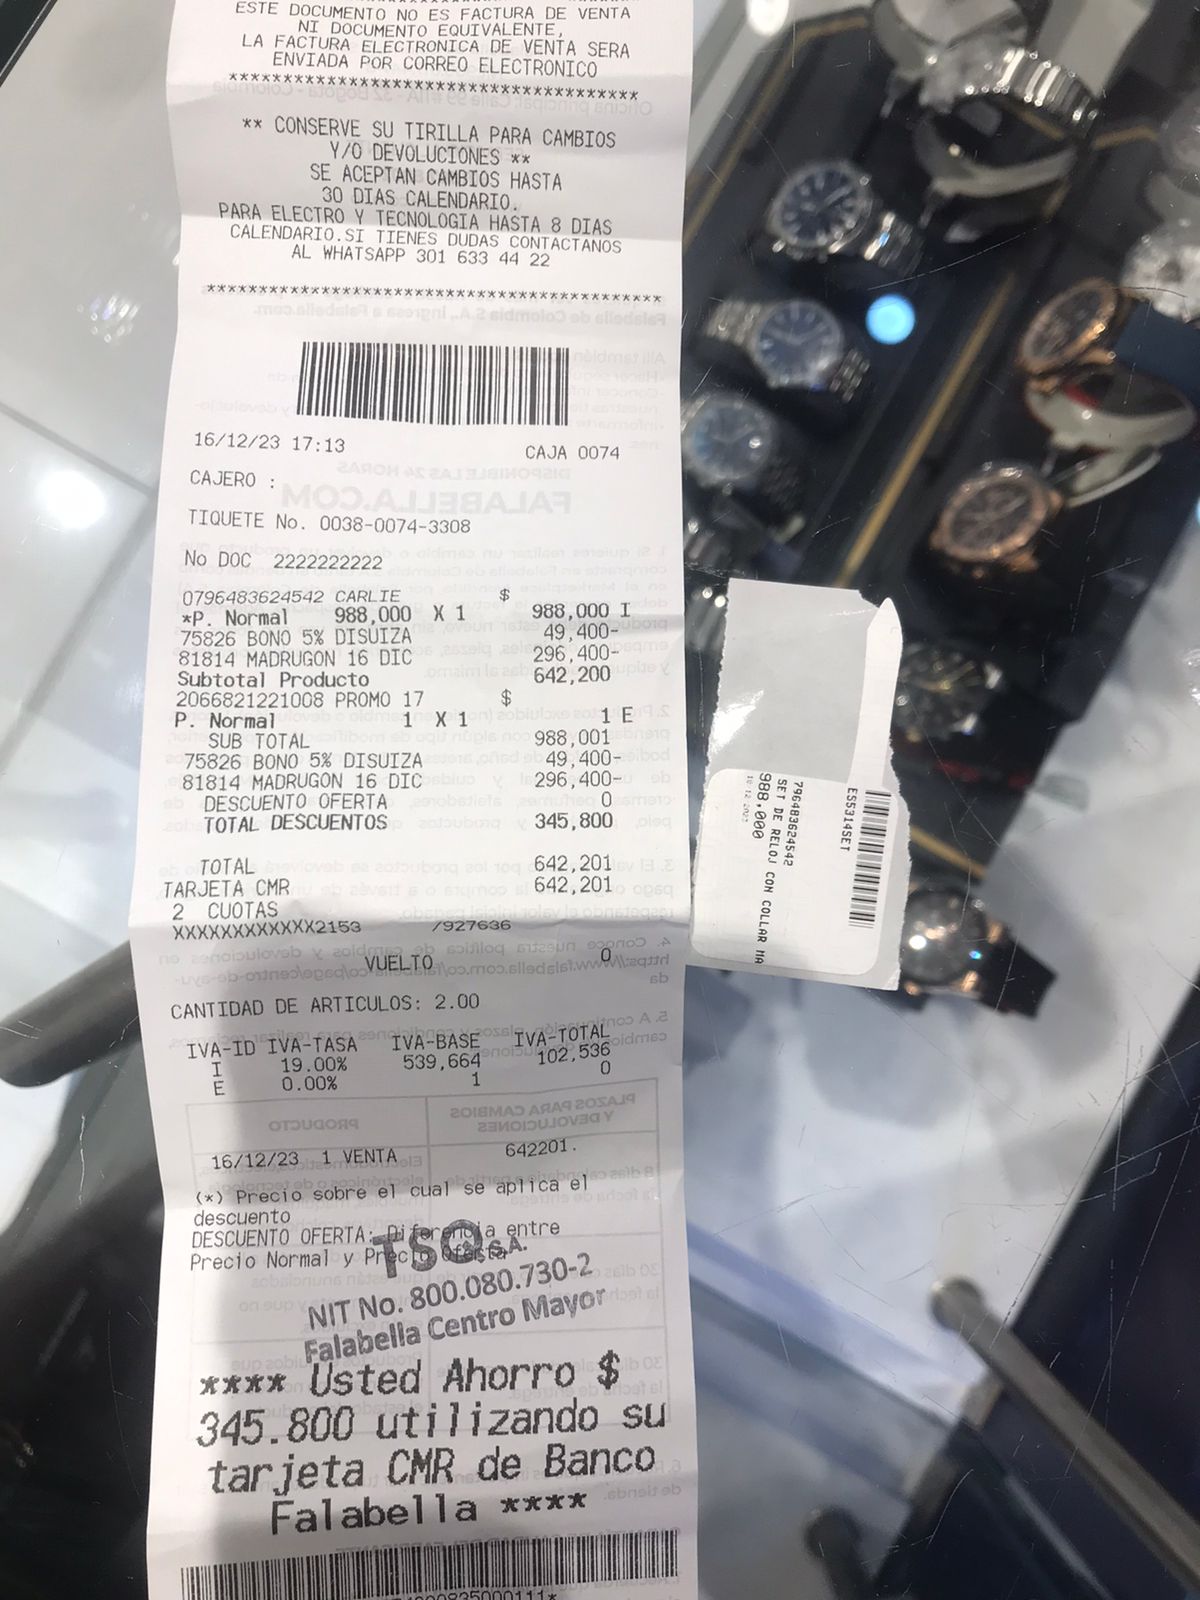 ESTE DOCUMENTO NO ES FACTURA DE VENTA
NI DOCUMENTO EQUIVALENTE,
LA FACTURA ELECTRONICA DE VENTA SERA
ENVIADA POR CORREO ELECTRONICO
****************************************
** CONSERVE SU TIRILLA PARA CAMBIOS
Y/O DEVOLUCIONES **
SE ACEPTAN CAMBIOS HASTA
30 DIAS CALENDARIO.
PARA ELECTRO Y TECNOLOGIA HASTA 8 DIAS
CALENDARIO.SI TIENES DUDAS CONTACTANOS
AL WHATSAPP 301 633 44 22
****************************************
16/12/23 17:13 CAJA 0074
CAJERO :
TIQUETE No. 0038-0074-3308
No DOC 2222222222
0796483624542 CARLIE $
*P. Normal 988,000 X 1 988,000 I
75826 BONO 5% DISUIZA 49,400-
81814 MADRUGON 16 DIC 296,400-
Subtotal Producto 642,200
2066821221008 PROMO 17 $
P. Normal 1 X 1 1 E
SUB TOTAL 988,001
75826 BONO 5% DISUIZA 49,400-
81814 MADRUGON 16 DIC 296,400-
DESCUENTO OFERTA 0
TOTAL DESCUENTOS 345,800
TOTAL 642,201
TARJETA CMR 642,201
2 CUOTAS
XXXXXXXXXXXX2153 /927636
VUELTO 0
CANTIDAD DE ARTICULOS: 2.00
IVA-ID IVA-TASA IVA-BASE IVA-TOTAL
I 19.00% 539,664 102,536
E 0.00% 1 0
16/12/23 1 VENTA 642201.
(*) Precio sobre el cual se aplica el
descuento
DESCUENTO OFERTA: Diferencia entre
Precio Normal y Precio Oferta
TSO S.A.
NIT No. 800.080.730-2
Falabella Centro Mayor
**** Usted Ahorro $
345.800 utilizando su
tarjeta CMR de Banco
Falabella ****
ES5314SET
796483624542
SET DE RELOJ CON COLLAR MA
988,000